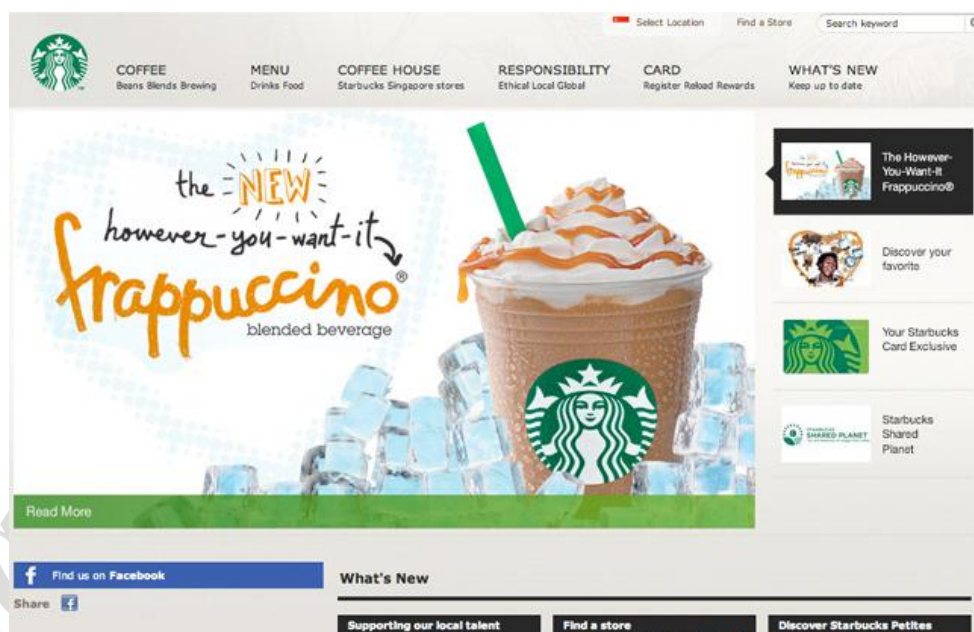 Select Location Find a Store Search keyword
COFFEE MENU COFFEE HOUSE RESPONSIBILITY CARD WHAT'S NEW
Beans Blends Brewing Drinks Food Starbucks Singapore stores Ethical Local Global Register Reload Rewards Keep up to date
the NEW
however-you-want-it
frappuccino®
blended beverage
The However-
You-Want-It
Frappuccino®
Discover your
favorite
Your Starbucks
Card Exclusive
SHARED PLANET
Starbucks
Shared
Planet
Read More
f Find us on Facebook
Share f
What's New
Supporting our local talent Find a store Discover Starbucks Petites